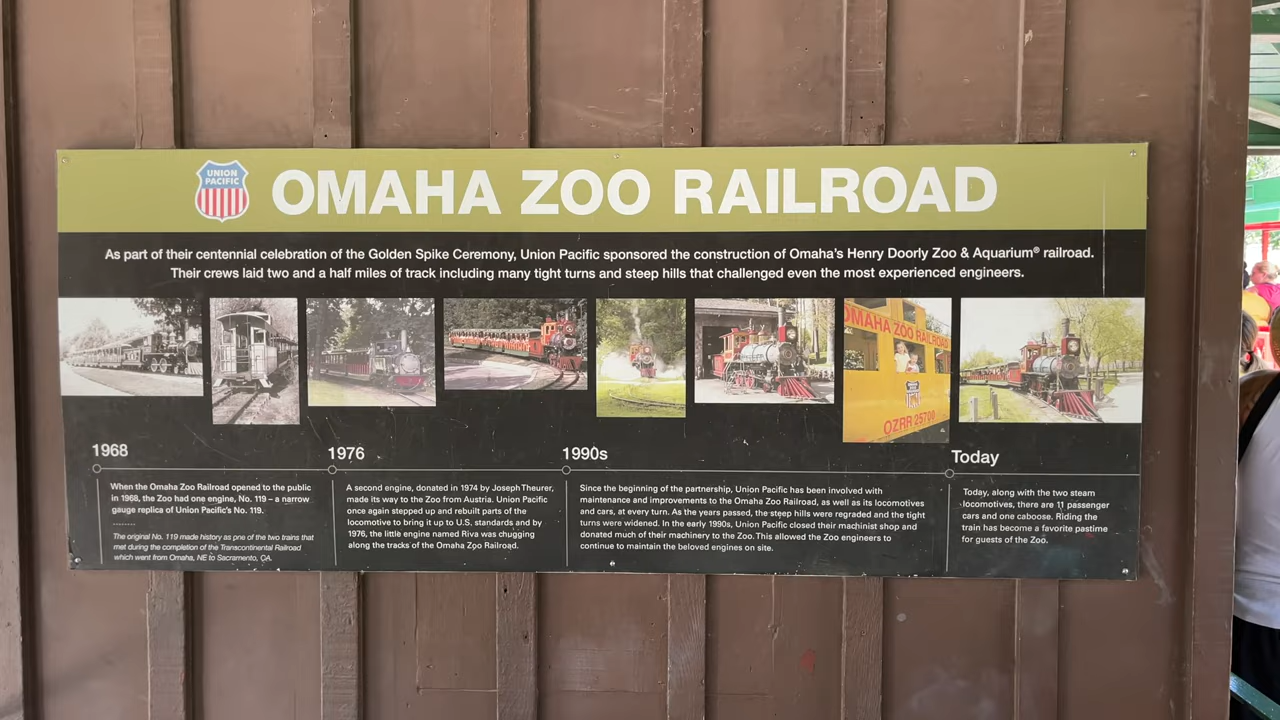 UNION
PACIFIC
OMAHA ZOO RAILROAD
As part of their centennial celebration of the Golden Spike Ceremony, Union Pacific sponsored the construction of Omaha's Henry Doorly Zoo & Aquarium® railroad.
Their crews laid two and a half miles of track including many tight turns and steep hills that challenged even the most experienced engineers.
OMAHA ZOO RAILROAD
OZRR 25700
1968
When the Omaha Zoo Railroad opened to the public
in 1968, the Zoo had one engine, No. 119 – a narrow
gauge replica of Union Pacific's No. 119.
The original No. 119 made history as one of the two trains that
met during the completion of the Transcontinental Railroad
which went from Omaha, NE to Sacramento, CA.
1976
A second engine, donated in 1974 by Joseph Theurer,
made its way to the Zoo from Austria. Union Pacific
once again stepped up and rebuilt parts of the
locomotive to bring it up to U.S. standards and by
1976, the little engine named Riva was chugging
along the tracks of the Omaha Zoo Railroad.
1990s
Since the beginning of the partnership, Union Pacific has been involved with
maintenance and improvements to the Omaha Zoo Railroad, as well as its locomotives
and cars, at every turn. As the years passed, the steep hills were regraded and the tight
turns were widened. In the early 1990s, Union Pacific closed their machinist shop and
donated much of their machinery to the Zoo. This allowed the Zoo engineers to
continue to maintain the beloved engines on site.
Today
Today, along with the two steam
locomotives, there are 11 passenger
cars and one caboose. Riding the
train has become a favorite pastime
for guests of the Zoo.